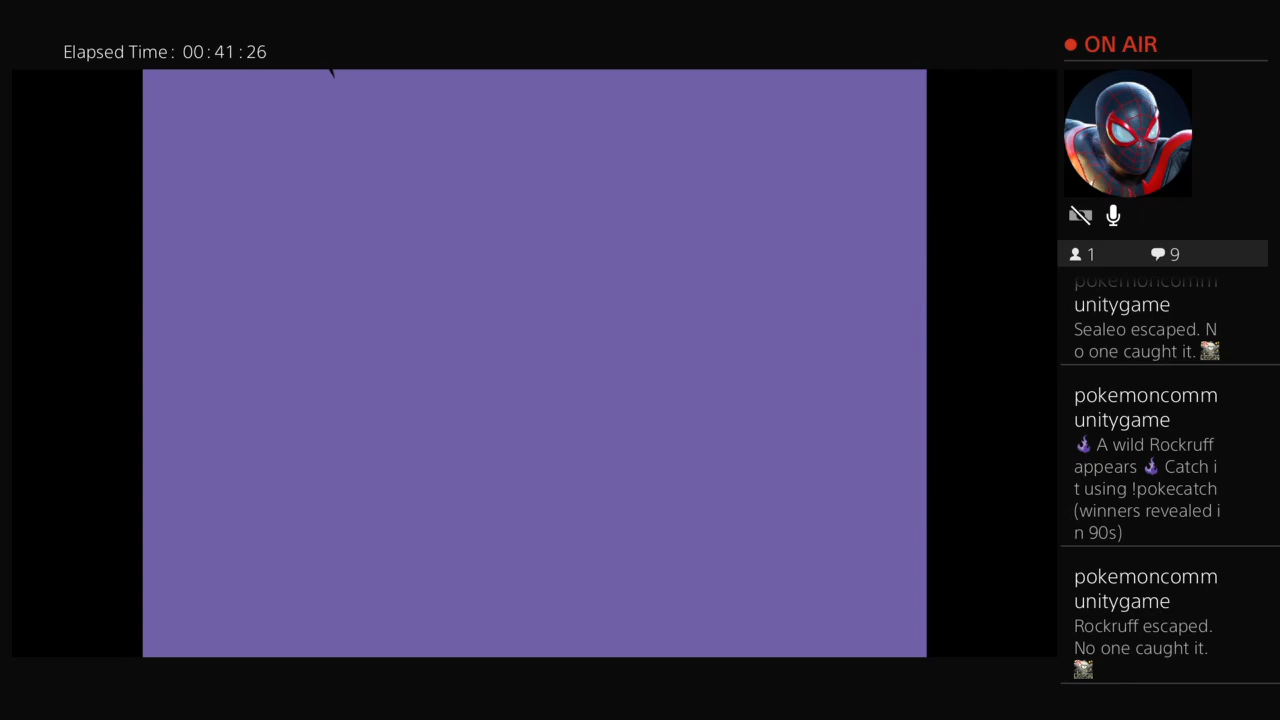 Elapsed Time: 00:41:26
ON AIR
1 9
pokemoncomm
unitygame
Sealeo escaped. N
o one caught it.
pokemoncomm
unitygame
A wild Rockruff
appears Catch i
t using !pokecatch
(winners revealed i
n 90s)
pokemoncomm
unitygame
Rockruff escaped.
No one caught it.